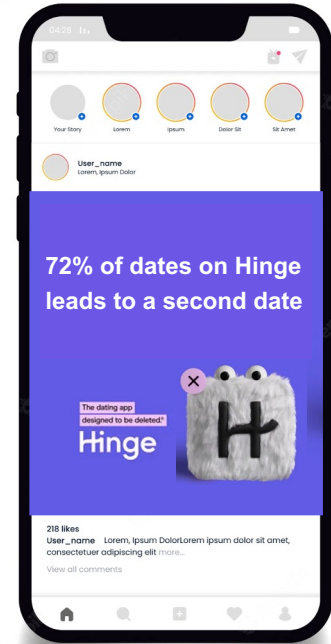 04:28
Your Story Lorem Ipsum Dolor Sit Sit Amet
User_name
Lorem, Ipsum Dolor
72% of dates on Hinge
leads to a second date
The dating app
designed to be deleted.®
Hinge
H
218 likes
User_name Lorem, Ipsum DolorLorem ipsum dolor sit amet,
consectetuer adipiscing elit more...
View all comments